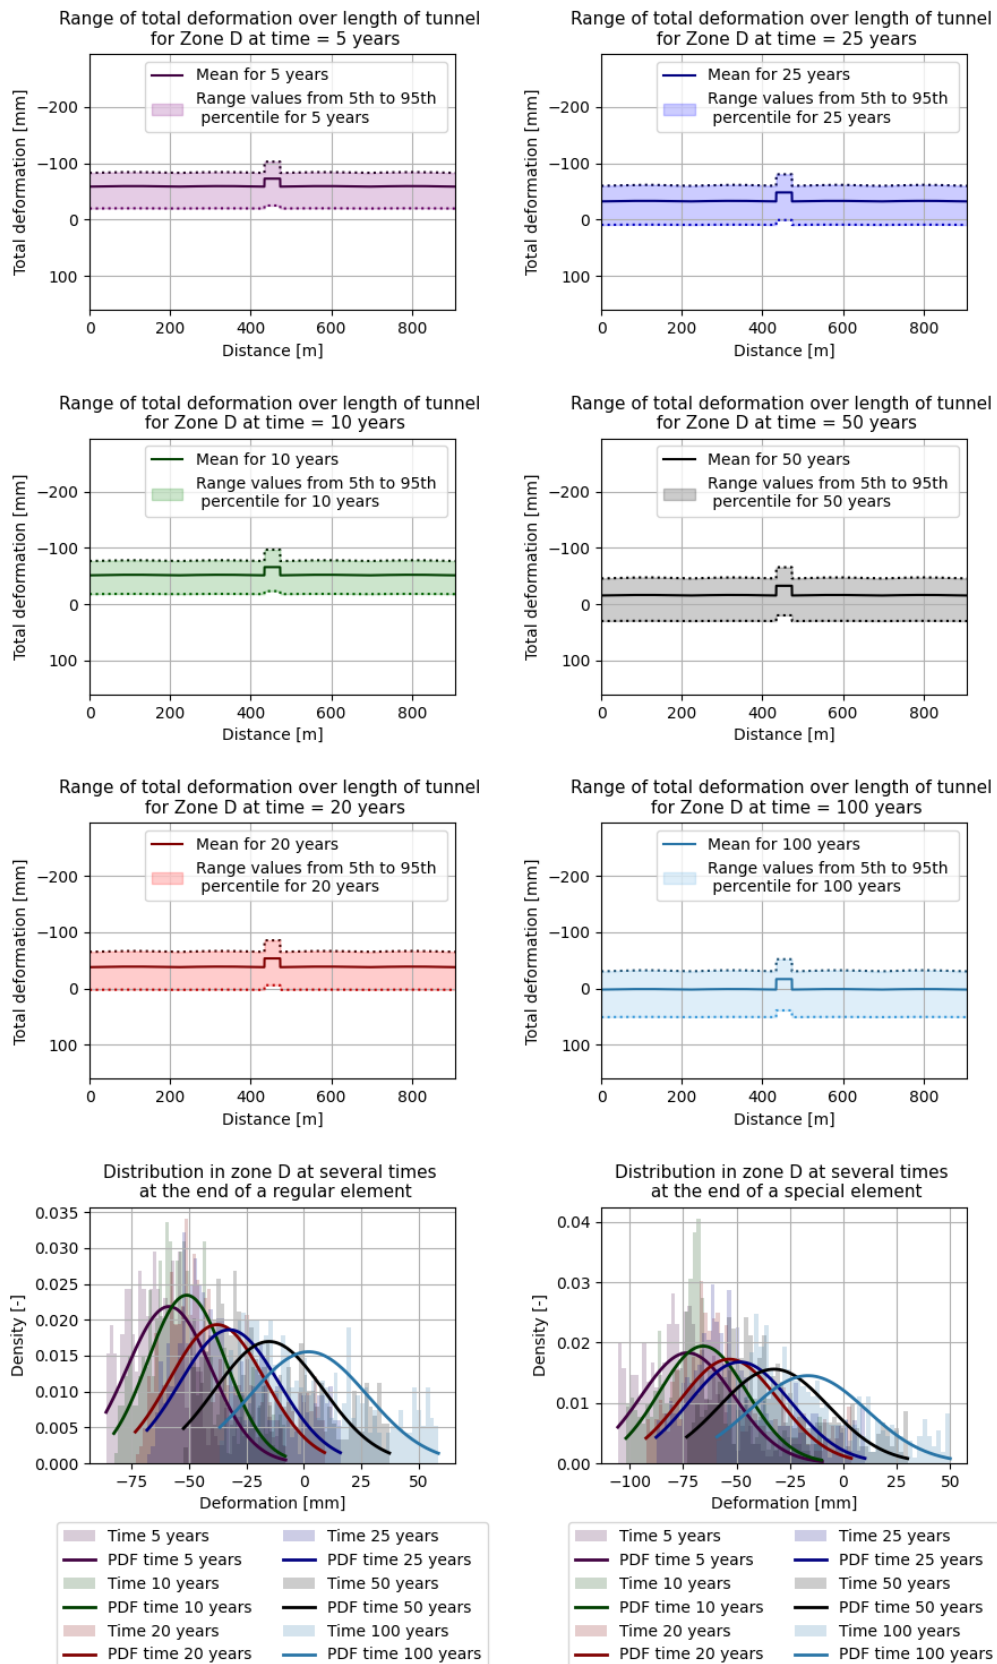 Range of total deformation over length of tunnel
for Zone D at time = 5 years
Mean for 5 years
Range values from 5th to 95th
percentile for 5 years
Total deformation [mm]
−200
−100
0
100
0 200 400 600 800
Distance [m]
Range of total deformation over length of tunnel
for Zone D at time = 25 years
Mean for 25 years
Range values from 5th to 95th
percentile for 25 years
Total deformation [mm]
−200
−100
0
100
0 200 400 600 800
Distance [m]
Range of total deformation over length of tunnel
for Zone D at time = 10 years
Mean for 10 years
Range values from 5th to 95th
percentile for 10 years
Total deformation [mm]
−200
−100
0
100
0 200 400 600 800
Distance [m]
Range of total deformation over length of tunnel
for Zone D at time = 50 years
Mean for 50 years
Range values from 5th to 95th
percentile for 50 years
Total deformation [mm]
−200
−100
0
100
0 200 400 600 800
Distance [m]
Range of total deformation over length of tunnel
for Zone D at time = 20 years
Mean for 20 years
Range values from 5th to 95th
percentile for 20 years
Total deformation [mm]
−200
−100
0
100
0 200 400 600 800
Distance [m]
Range of total deformation over length of tunnel
for Zone D at time = 100 years
Mean for 100 years
Range values from 5th to 95th
percentile for 100 years
Total deformation [mm]
−200
−100
0
100
0 200 400 600 800
Distance [m]
Distribution in zone D at several times
at the end of a regular element
Density [-]
0.035
0.030
0.025
0.020
0.015
0.010
0.005
0.000
−75 −50 −25 0 25 50
Deformation [mm]
Time 5 years
PDF time 5 years
Time 10 years
PDF time 10 years
Time 20 years
PDF time 20 years
Time 25 years
PDF time 25 years
Time 50 years
PDF time 50 years
Time 100 years
PDF time 100 years
Distribution in zone D at several times
at the end of a special element
Density [-]
0.04
0.03
0.02
0.01
0.00
−100 −75 −50 −25 0 25 50
Deformation [mm]
Time 5 years
PDF time 5 years
Time 10 years
PDF time 10 years
Time 20 years
PDF time 20 years
Time 25 years
PDF time 25 years
Time 50 years
PDF time 50 years
Time 100 years
PDF time 100 years